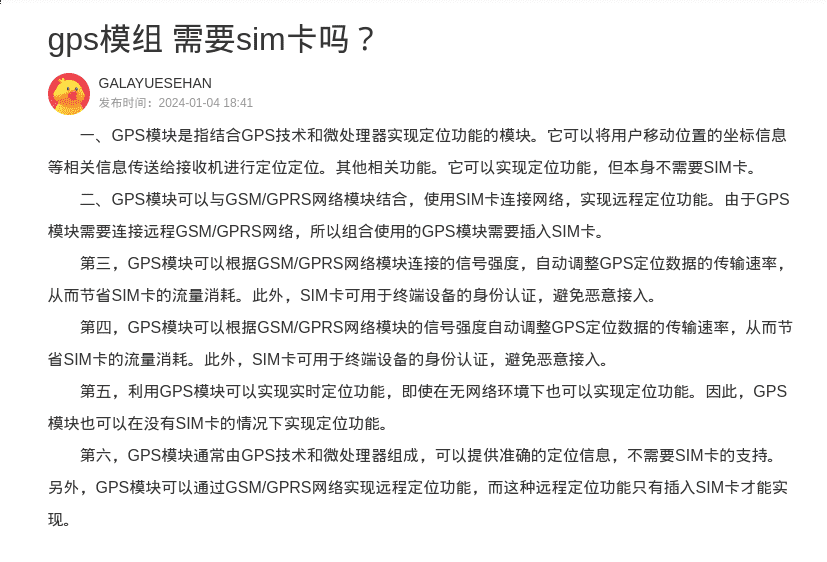 gps模组 需要sim卡吗？
GALAYUESEHAN
发布时间：2024-01-04 18:41
一、GPS模块是指结合GPS技术和微处理器实现定位功能的模块。它可以将用户移动位置的坐标信息
等相关信息传送给接收机进行定位定位。其他相关功能。它可以实现定位功能，但本身不需要SIM卡。
二、GPS模块可以与GSM/GPRS网络模块结合，使用SIM卡连接网络，实现远程定位功能。由于GPS
模块需要连接远程GSM/GPRS网络，所以组合使用的GPS模块需要插入SIM卡。
第三，GPS模块可以根据GSM/GPRS网络模块连接的信号强度，自动调整GPS定位数据的传输速率，
从而节省SIM卡的流量消耗。此外，SIM卡可用于终端设备的身份认证，避免恶意接入。
第四，GPS模块可以根据GSM/GPRS网络模块的信号强度自动调整GPS定位数据的传输速率，从而节
省SIM卡的流量消耗。此外，SIM卡可用于终端设备的身份认证，避免恶意接入。
第五，利用GPS模块可以实现实时定位功能，即使在无网络环境下也可以实现定位功能。因此，GPS
模块也可以在没有SIM卡的情况下实现定位功能。
第六，GPS模块通常由GPS技术和微处理器组成，可以提供准确的定位信息，不需要SIM卡的支持。
另外，GPS模块可以通过GSM/GPRS网络实现远程定位功能，而这种远程定位功能只有插入SIM卡才能实
现。